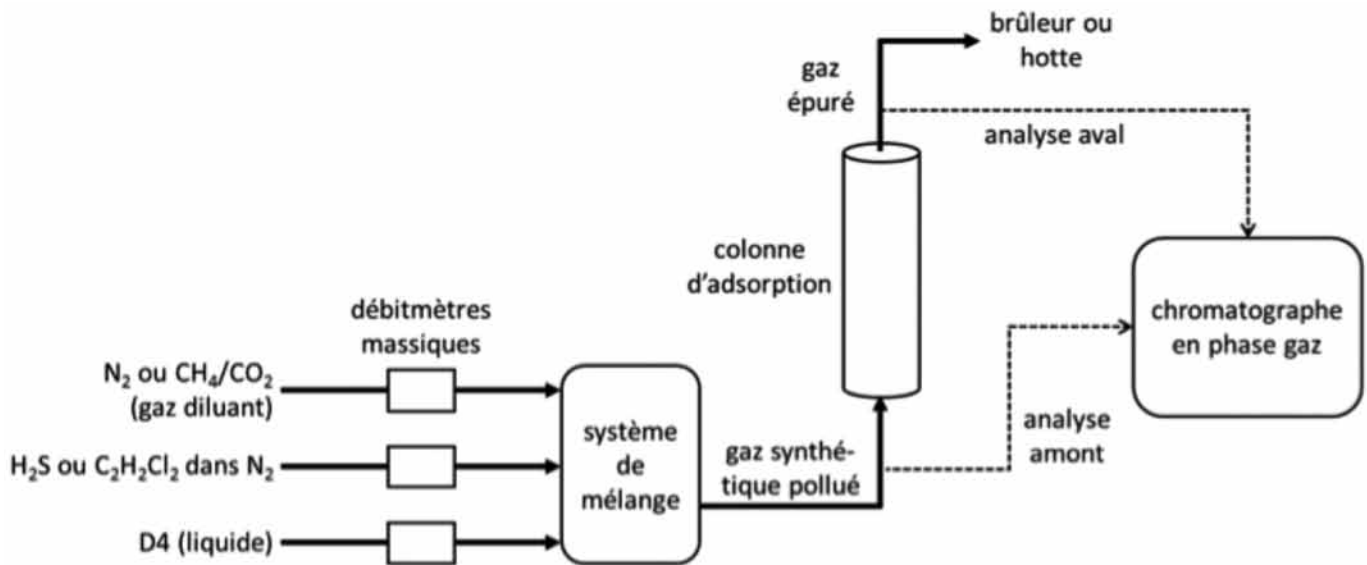 brûleur ou
hotte
gaz
épuré
analyse aval
colonne
d'adsorption
chromatographe
en phase gaz
débitmètres
massiques
N₂ ou CH₄/CO₂
(gaz diluant)
système
de
mélange
gaz synthé-
tique pollué
analyse
amont
H₂S ou C₂H₂Cl₂ dans N₂
D4 (liquide)